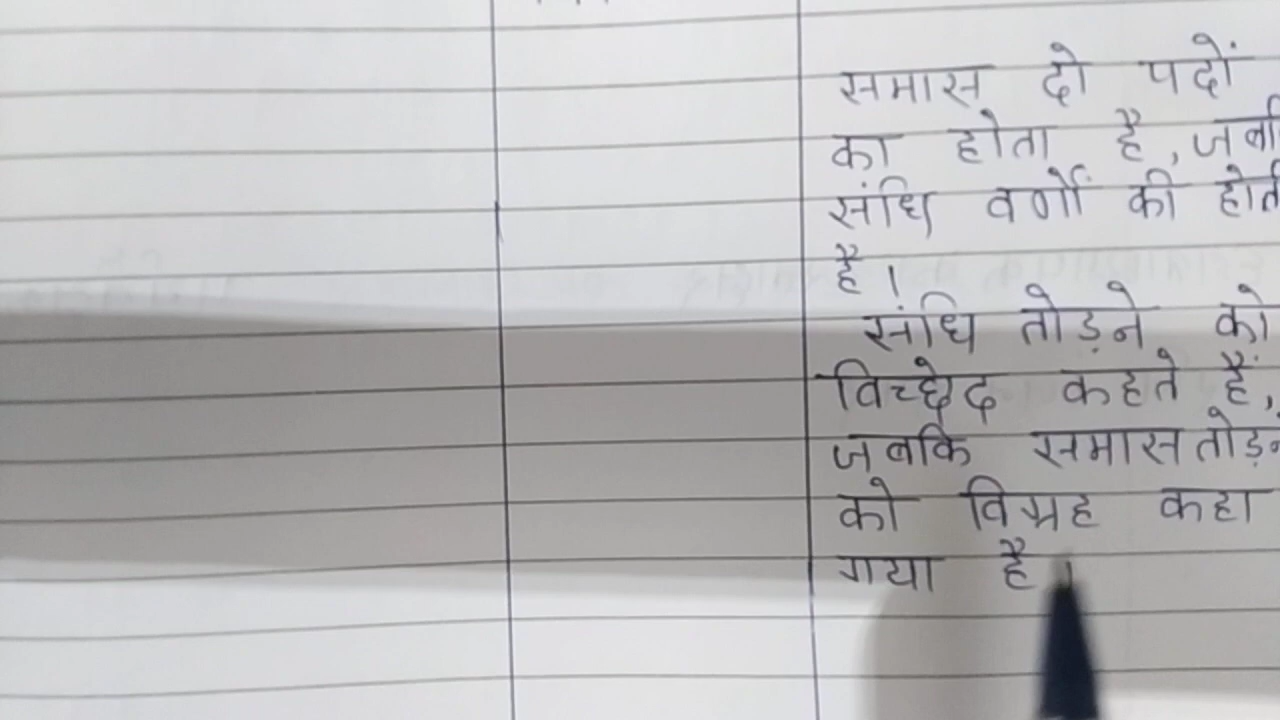 समास दो पदों
का होता है, जब
संधि वर्णों की होती
है।
संधि तोड़ने को
विच्छेद कहते हैं,
जबकि समास तोड़ने
को विग्रह कहा
गया है।